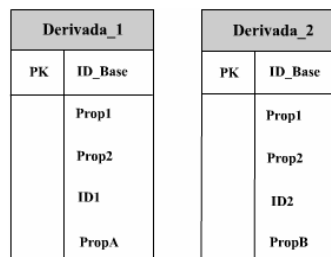 Derivada_1
PK ID_Base
Prop1
Prop2
ID1
PropA
Derivada_2
PK ID_Base
Prop1
Prop2
ID2
PropB